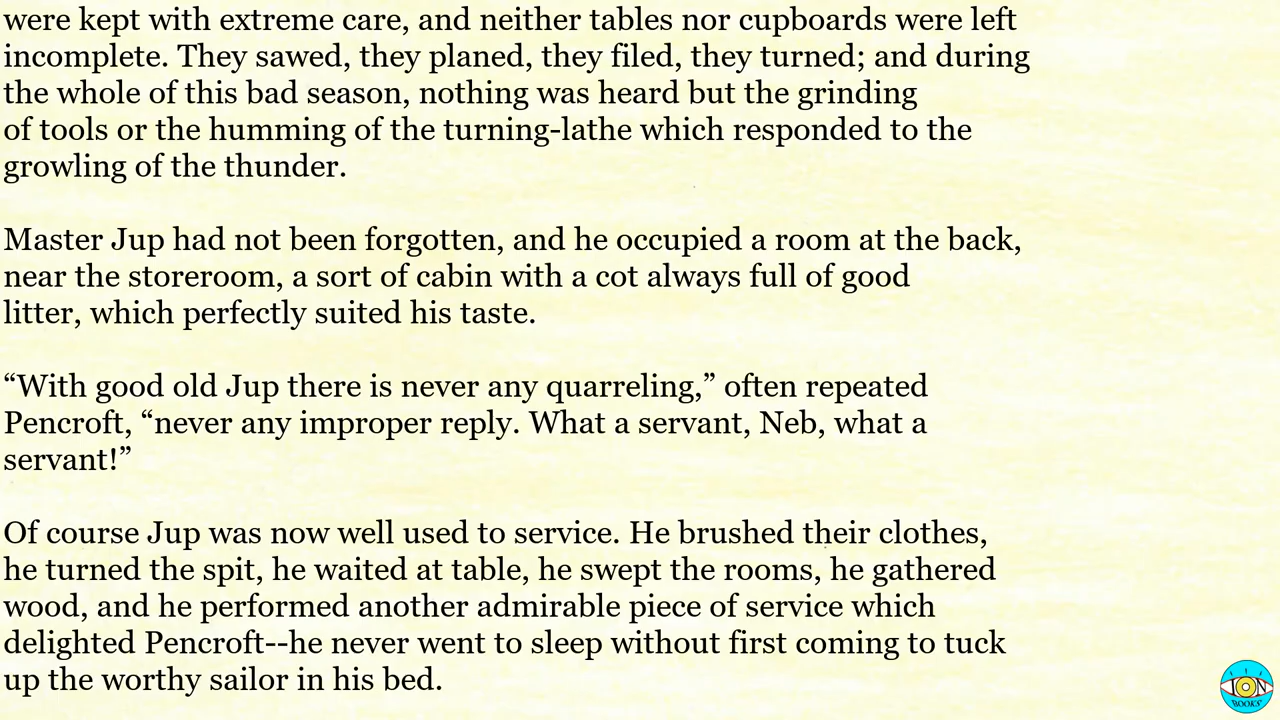 were kept with extreme care, and neither tables nor cupboards were left
incomplete. They sawed, they planed, they filed, they turned; and during
the whole of this bad season, nothing was heard but the grinding
of tools or the humming of the turning-lathe which responded to the
growling of the thunder.
Master Jup had not been forgotten, and he occupied a room at the back,
near the storeroom, a sort of cabin with a cot always full of good
litter, which perfectly suited his taste.
“With good old Jup there is never any quarreling,” often repeated
Pencroft, “never any improper reply. What a servant, Neb, what a
servant!”
Of course Jup was now well used to service. He brushed their clothes,
he turned the spit, he waited at table, he swept the rooms, he gathered
wood, and he performed another admirable piece of service which
delighted Pencroft--he never went to sleep without first coming to tuck
up the worthy sailor in his bed.
ION
BOOKS